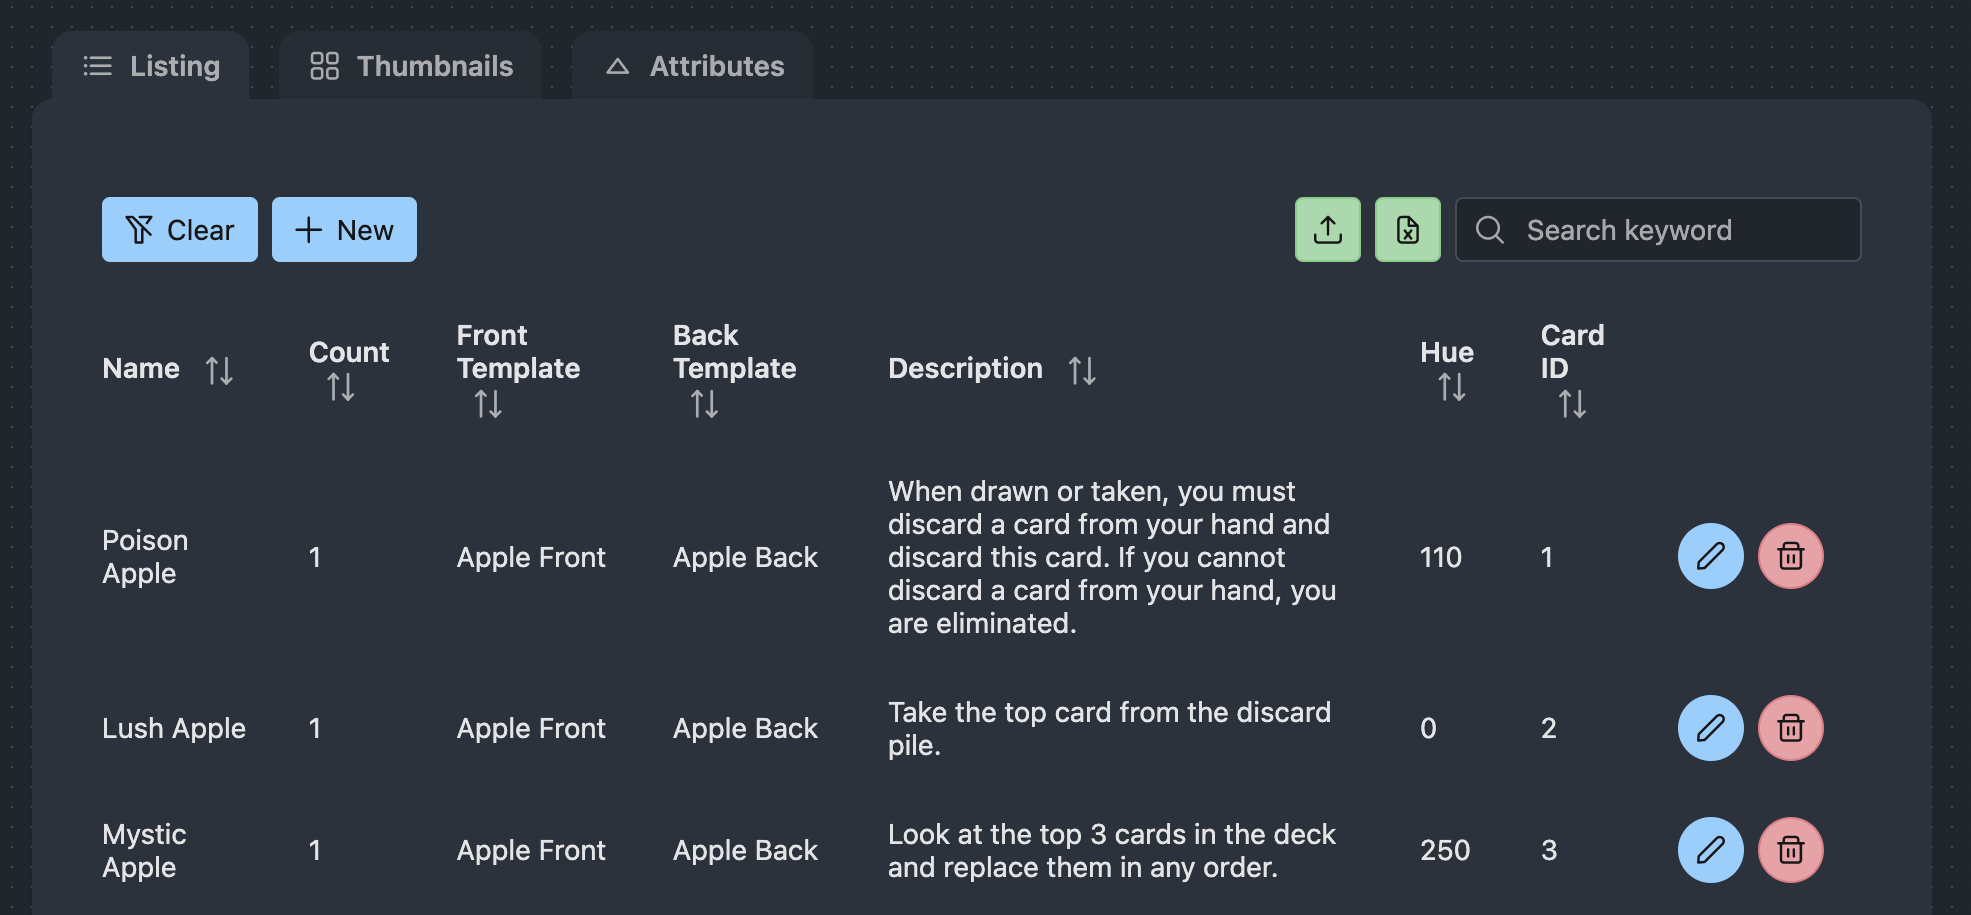 Listing
Thumbnails
Attributes
Clear
New
Search keyword
Name
Count
Front
Template
Back
Template
Description
Hue
Card
ID
Poison
Apple
1
Apple Front
Apple Back
When drawn or taken, you must
discard a card from your hand and
discard this card. If you cannot
discard a card from your hand, you
are eliminated.
110
1
Lush Apple
1
Apple Front
Apple Back
Take the top card from the discard
pile.
0
2
Mystic
Apple
1
Apple Front
Apple Back
Look at the top 3 cards in the deck
and replace them in any order.
250
3